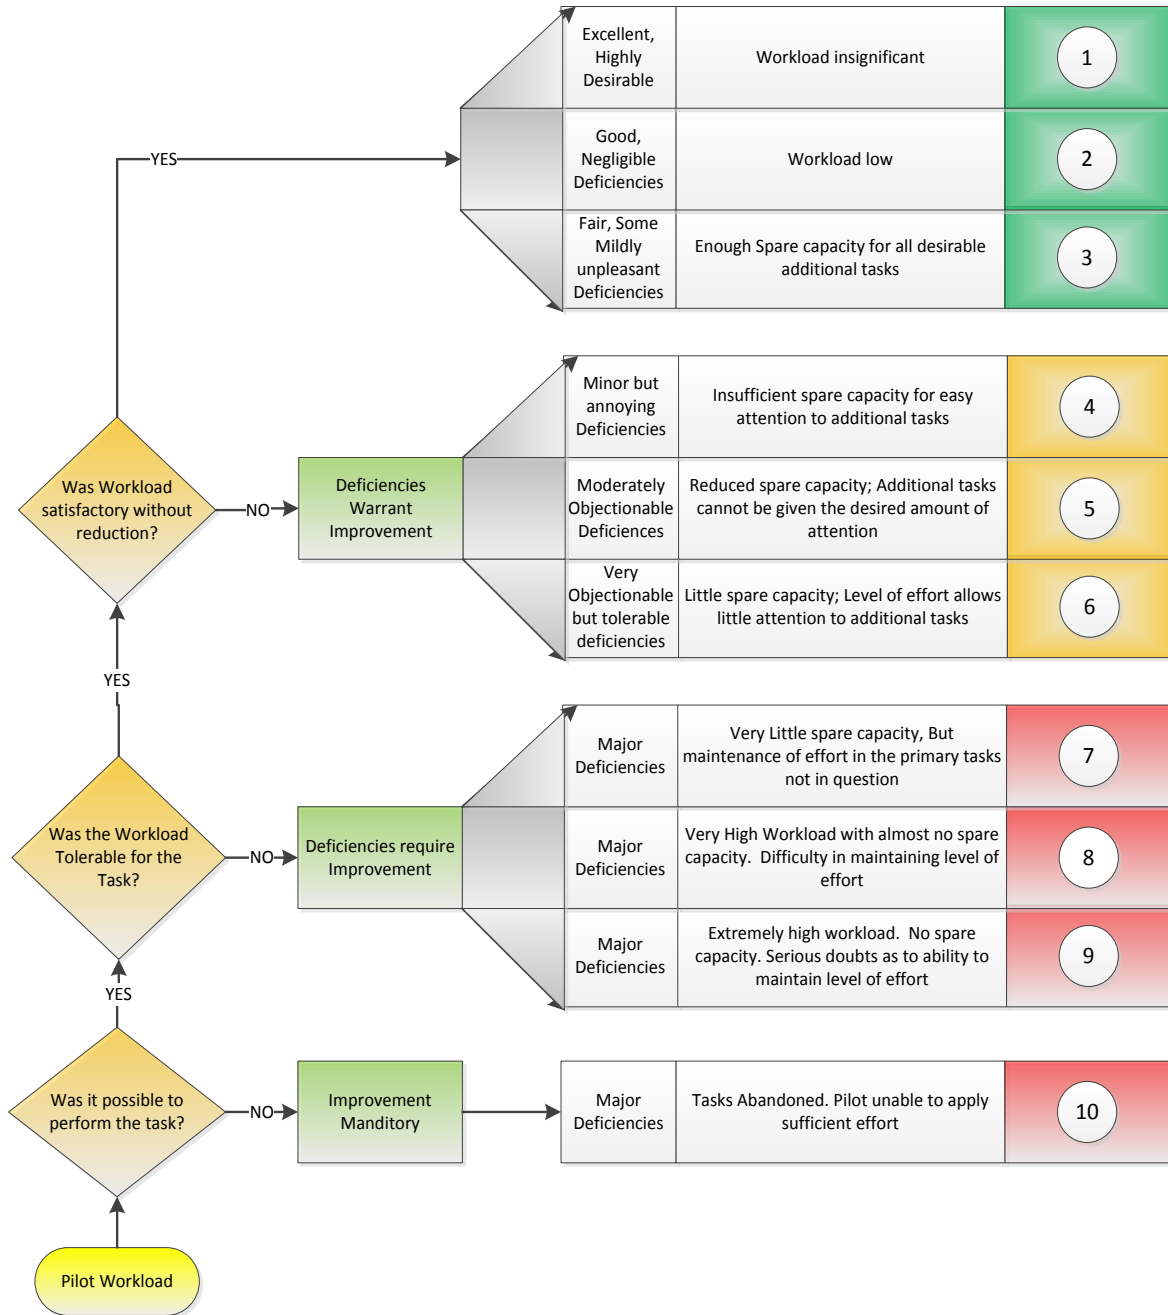 Excellent,
Highly
Desirable
Workload insignificant
1
Good,
Negligible
Deficiencies
Workload low
2
YES
Fair, Some
Mildly
unpleasant
Deficiencies
Enough Spare capacity for all desirable
additional tasks
3
Minor but
annoying
Deficiencies
Insufficient spare capacity for easy
attention to additional tasks
4
Was Workload
satisfactory without
reduction?
NO
Deficiencies
Warrant
Improvement
Moderately
Objectionable
Deficiences
Reduced spare capacity; Additional tasks
cannot be given the desired amount of
attention
5
Very
Objectionable
but tolerable
deficiencies
Little spare capacity; Level of effort allows
little attention to additional tasks
6
YES
Major
Deficiencies
Very Little spare capacity, But
maintenance of effort in the primary tasks
not in question
7
Was the Workload
Tolerable for the
Task?
NO
Deficiencies require
Improvement
Major
Deficiencies
Very High Workload with almost no spare
capacity.  Difficulty in maintaining level of
effort
8
Major
Deficiencies
Extremely high workload.  No spare
capacity. Serious doubts as to ability to
maintain level of effort
9
YES
Was it possible to
perform the task?
NO
Improvement
Manditory
Major
Deficiencies
Tasks Abandoned. Pilot unable to apply
sufficient effort
10
Pilot Workload